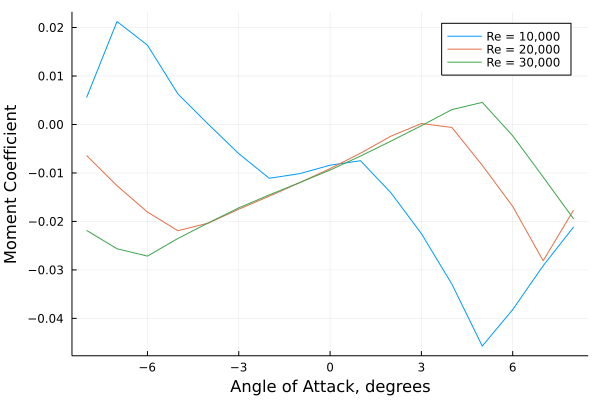 0.02
0.01
0.00
−0.01
−0.02
−0.03
−0.04
Moment Coefficient
Re = 10,000
Re = 20,000
Re = 30,000
−6
−3
0
3
6
Angle of Attack, degrees